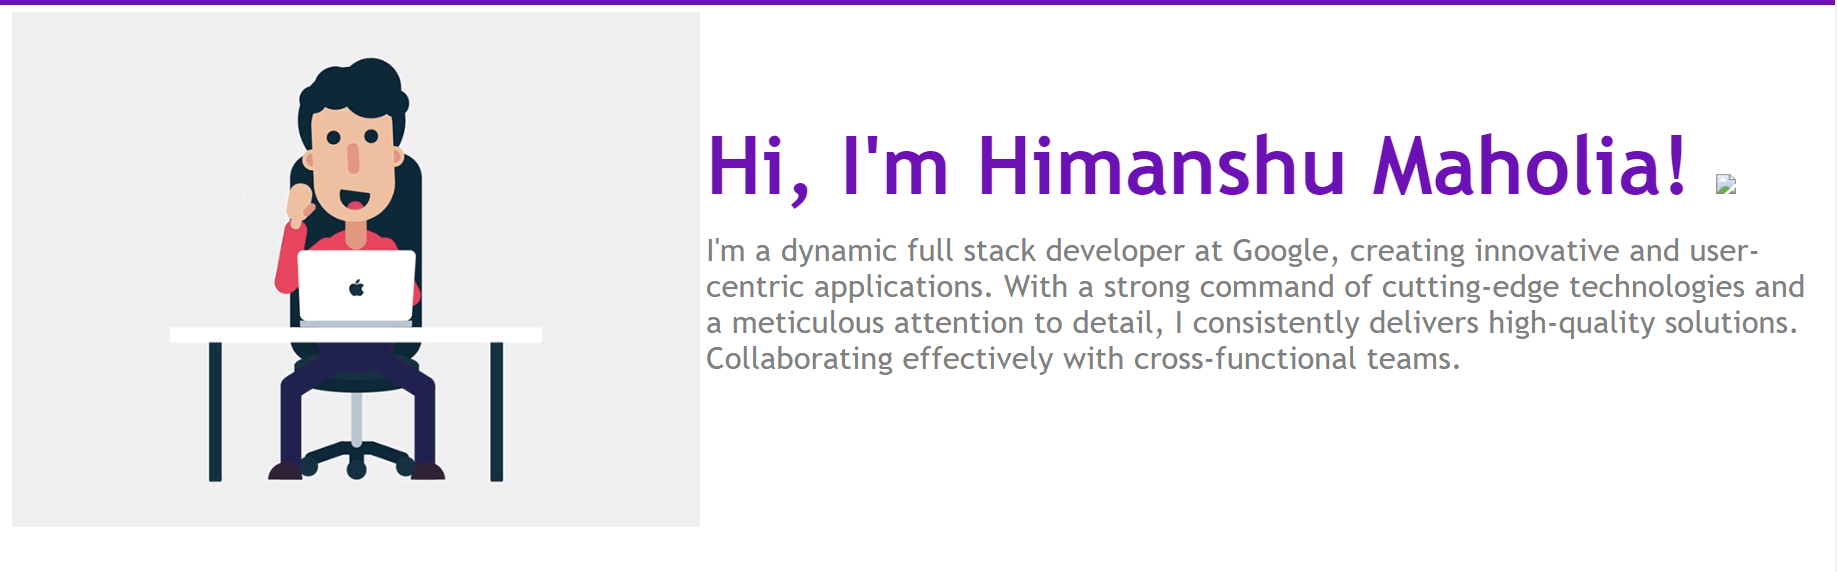 Hi, I'm Himanshu Maholia!
I'm a dynamic full stack developer at Google, creating innovative and user-
centric applications. With a strong command of cutting-edge technologies and
a meticulous attention to detail, I consistently delivers high-quality solutions.
Collaborating effectively with cross-functional teams.